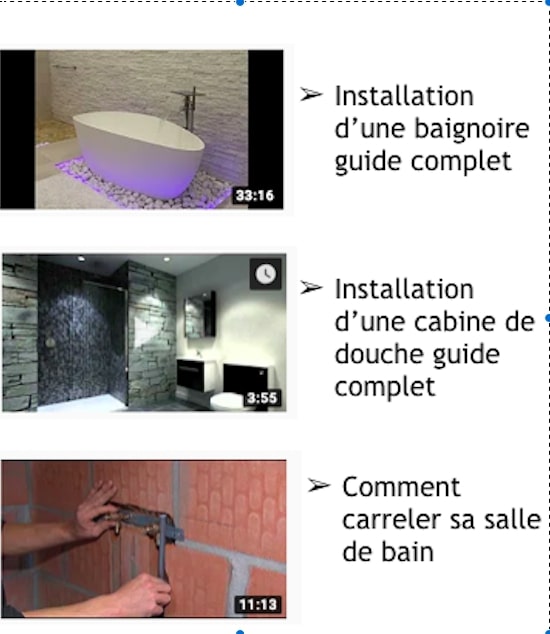 33:16
➢ Installation
d’une baignoire
guide complet
3:55
➢ Installation
d’une cabine de
douche guide
complet
11:13
➢ Comment
carreler sa salle
de bain